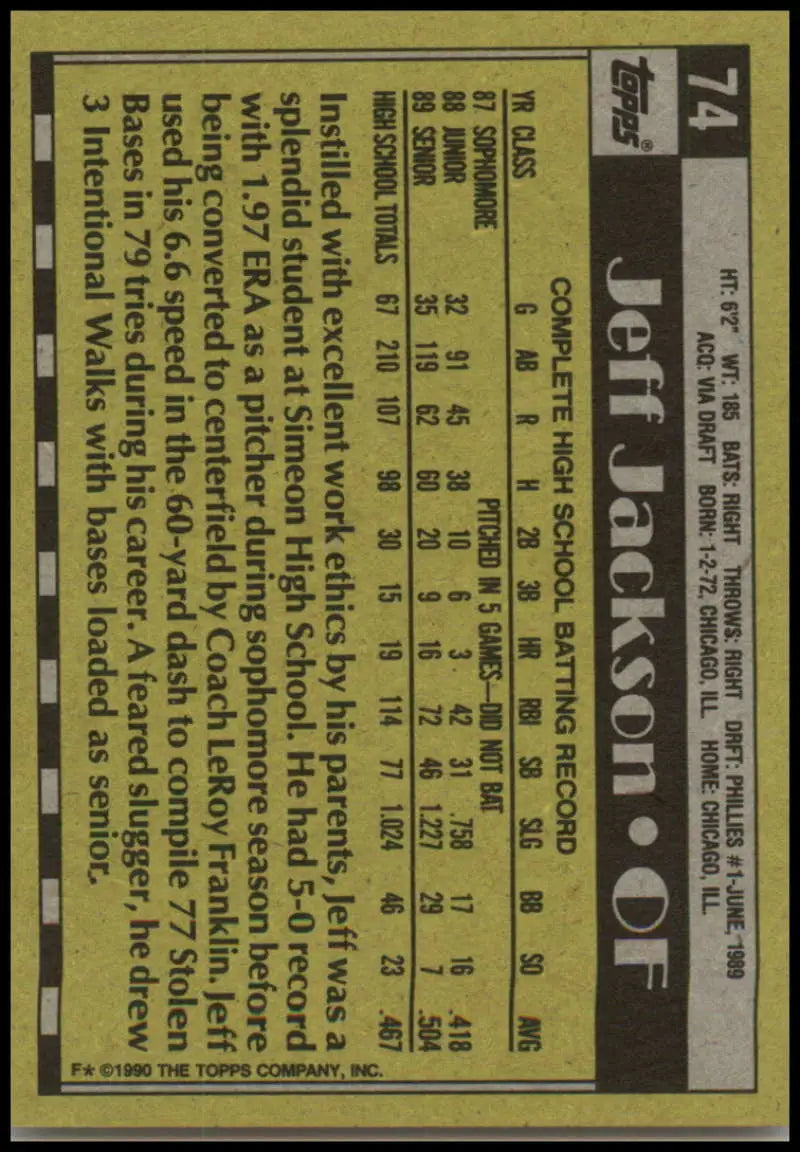 74
HT: 6'2" WT: 185 BATS: RIGHT THROWS: RIGHT DRFT: PHILLIES #1-JUNE, 1989
ACQ: VIA DRAFT BORN: 1-2-72, CHICAGO, ILL. HOME: CHICAGO, ILL.
topps®
Jeff Jackson • OF
COMPLETE HIGH SCHOOL BATTING RECORD
YR CLASS G AB R H 2B 3B HR RBI SB SLG BB SO AVG
87 SOPHOMORE PITCHED IN 5 GAMES—DID NOT BAT
88 JUNIOR 32 91 45 38 10 6 3 42 31 .758 17 16 .418
89 SENIOR 35 119 62 60 20 9 16 72 46 1.227 29 7 .504
HIGH SCHOOL TOTALS 67 210 107 98 30 15 19 114 77 1.024 46 23 .467
Instilled with excellent work ethics by his parents, Jeff was a
splendid student at Simeon High School. He had 5-0 record
with 1.97 ERA as a pitcher during sophomore season before
being converted to centerfield by Coach LeRoy Franklin. Jeff
used his 6.6 speed in the 60-yard dash to compile 77 Stolen
Bases in 79 tries during his career. A feared slugger, he drew
3 Intentional Walks with bases loaded as senior.
F* ©1990 THE TOPPS COMPANY, INC.